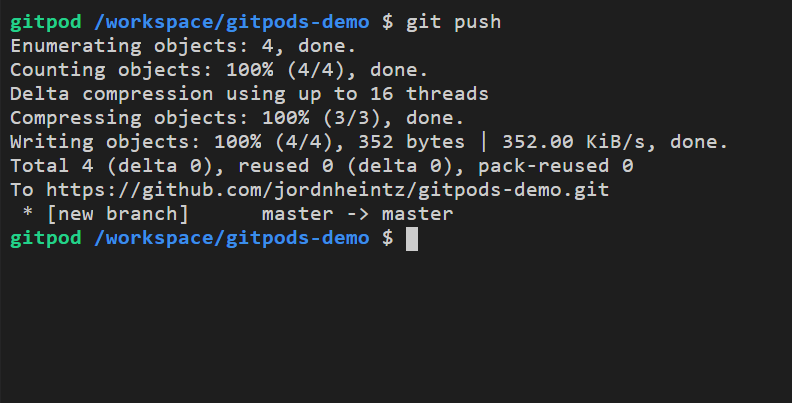 gitpod /workspace/gitpods-demo $ git push
Enumerating objects: 4, done.
Counting objects: 100% (4/4), done.
Delta compression using up to 16 threads
Compressing objects: 100% (3/3), done.
Writing objects: 100% (4/4), 352 bytes | 352.00 KiB/s, done.
Total 4 (delta 0), reused 0 (delta 0), pack-reused 0
To https://github.com/jordnheintz/gitpods-demo.git
 * [new branch]      master -> master
gitpod /workspace/gitpods-demo $